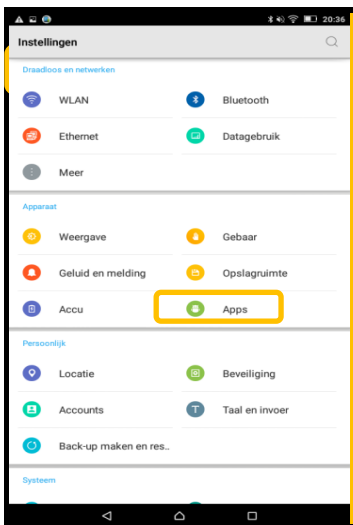 20:36
Instellingen
Draadloos en netwerken
WLAN
Bluetooth
Ethernet
Datagebruik
Meer
Apparaat
Weergave
Gebaar
Geluid en melding
Opslagruimte
Accu
Apps
Persoonlijk
Locatie
Beveiliging
Accounts
Taal en invoer
Back-up maken en res..
Systeem